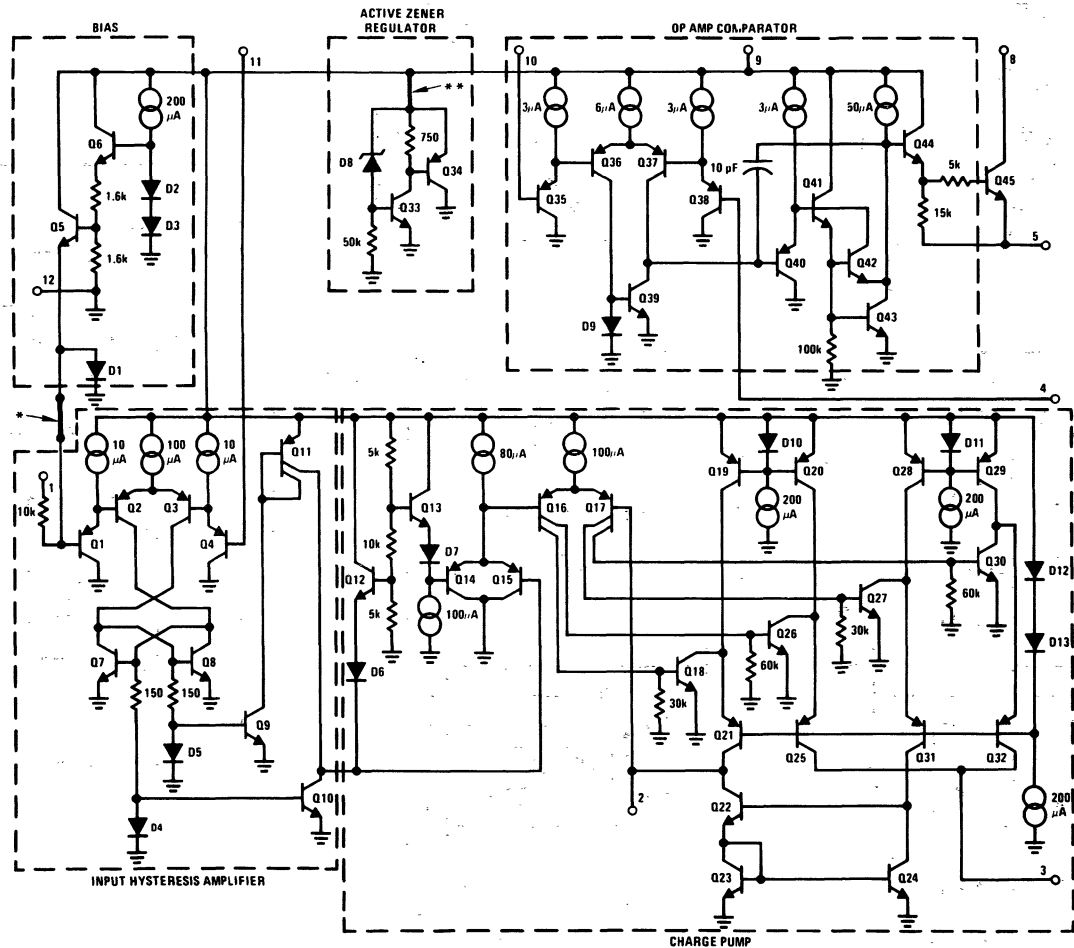 BIAS
ACTIVE ZENER
REGULATOR
OP AMP COMPARATOR
11
10
9
8
200
μA
Q6
D2
D3
1.6k
Q5
1.6k
12
D1
*
**
750
D8
Q34
Q33
50k
3μA
6μA
3μA
3μA
50μA
Q36
Q37
10 pF
Q35
Q38
Q41
Q44
5k
Q45
15k
5
Q42
Q40
Q39
D9
Q43
100k
4
1
10k
10
μA
100
μA
10
μA
Q11
Q2
Q3
Q1
Q4
Q7
Q8
150
150
Q9
D5
Q10
D4
INPUT HYSTERESIS AMPLIFIER
5k
80μA
100μA
Q13
Q16
Q17
10k
D7
Q12
Q14
Q15
5k
100μA
D6
D10
Q19
Q20
200
μA
Q28
D11
Q29
200
μA
Q30
60k
D12
Q27
30k
D13
Q26
60k
Q18
30k
Q21
Q25
Q31
Q32
2
Q22
200
μA
Q23
Q24
3
CHARGE PUMP